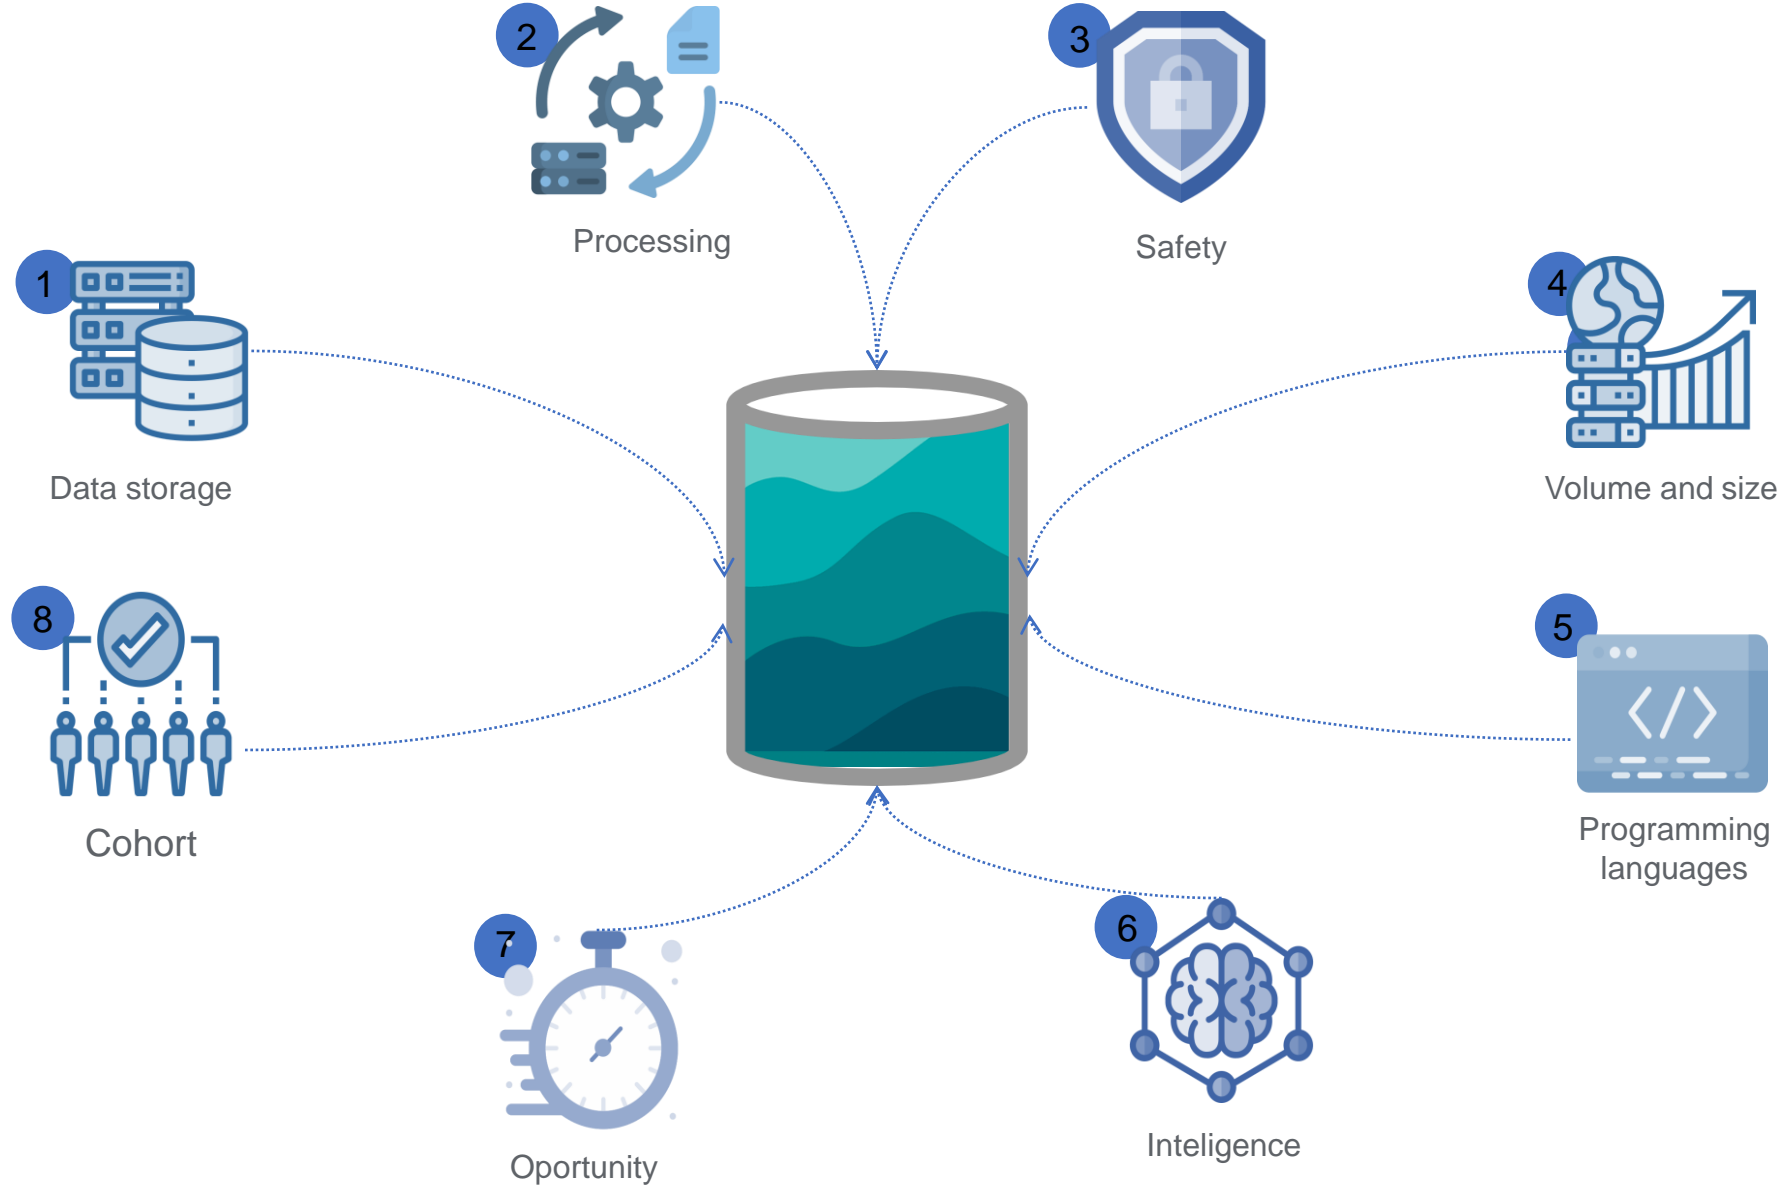 1
Data storage
2
Processing
3
Safety
4
Volume and size
5
Programming
languages
6
Inteligence
7
Oportunity
8
Cohort